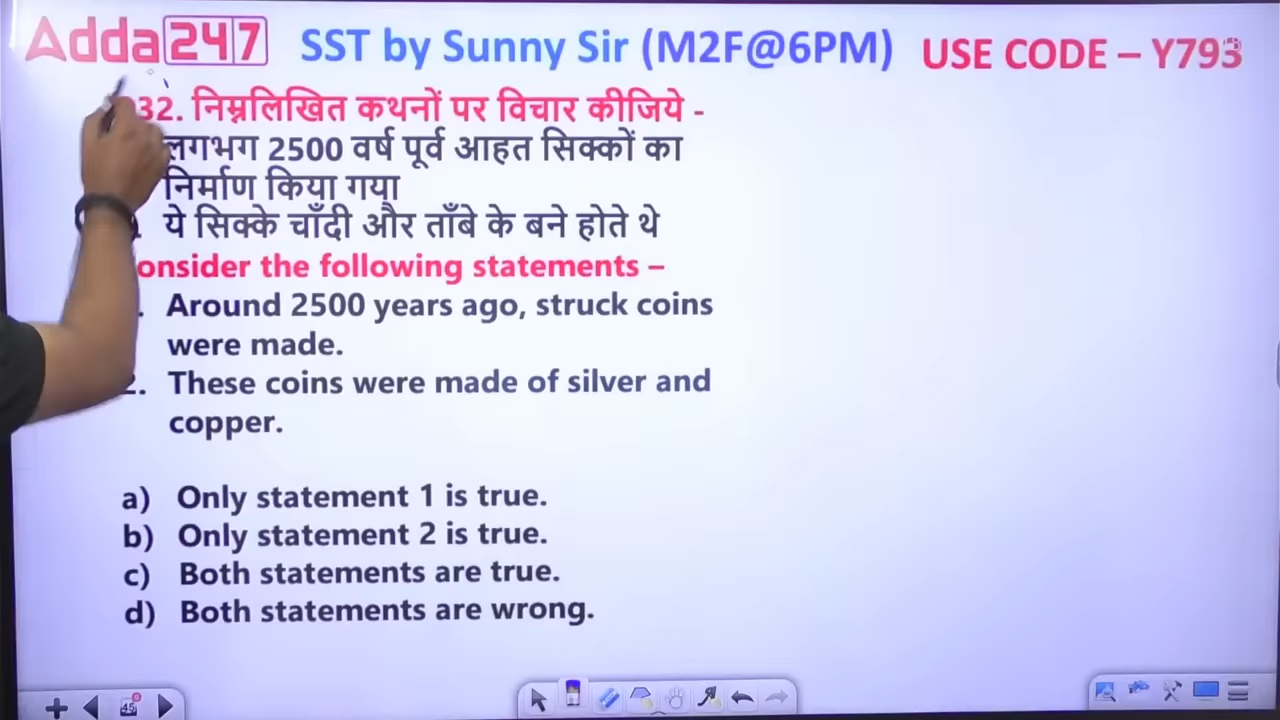 Adda247 SST by Sunny Sir (M2F@6PM) USE CODE – Y793
32. निम्नलिखित कथनों पर विचार कीजिये -
लगभग 2500 वर्ष पूर्व आहत सिक्कों का
निर्माण किया गया
ये सिक्के चाँदी और ताँबे के बने होते थे
onsider the following statements –
. Around 2500 years ago, struck coins
were made.
2. These coins were made of silver and
copper.
a) Only statement 1 is true.
b) Only statement 2 is true.
c) Both statements are true.
d) Both statements are wrong.
45